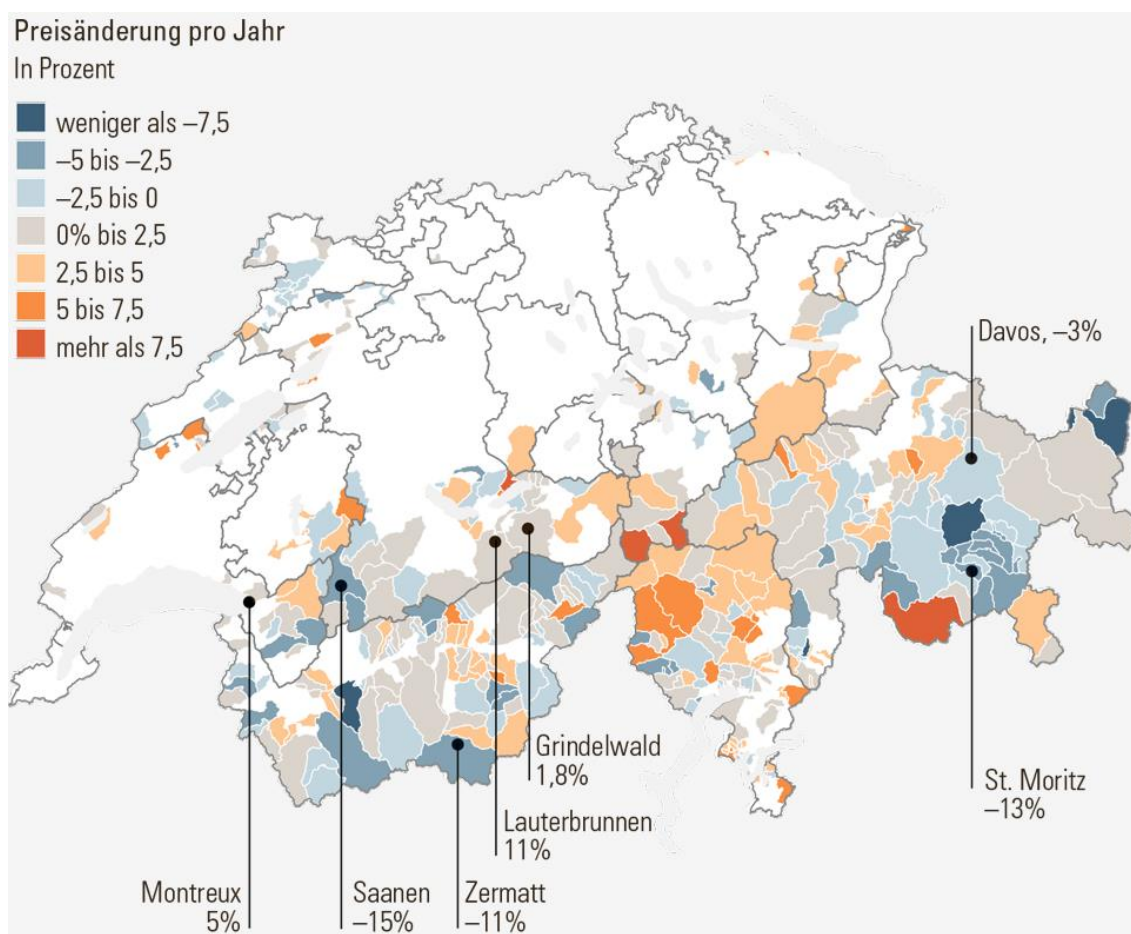 Preisänderung pro Jahr
In Prozent
weniger als –7,5
–5 bis –2,5
–2,5 bis 0
0% bis 2,5
2,5 bis 5
5 bis 7,5
mehr als 7,5
Davos, –3%
Grindelwald
1,8%
St. Moritz
–13%
Lauterbrunnen
11%
Montreux
5%
Saanen
–15%
Zermatt
–11%